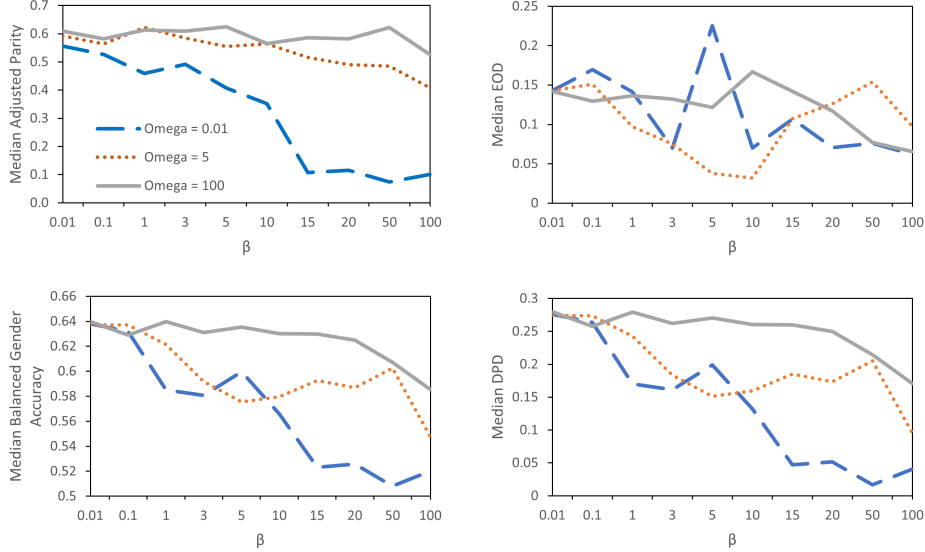 Median Adjusted Parity
0.7
0.6
0.5
0.4
0.3
0.2
0.1
0.0
Omega = 0.01
Omega = 5
Omega = 100
0.01 0.1 1 3 5 10 15 20 50 100
β
Median EOD
0.25
0.2
0.15
0.1
0.05
0
0.01 0.1 1 3 5 10 15 20 50 100
β
Median Balanced Gender
Accuracy
0.66
0.64
0.62
0.6
0.58
0.56
0.54
0.52
0.5
0.01 0.1 1 3 5 10 15 20 50 100
β
Median DPD
0.3
0.25
0.2
0.15
0.1
0.05
0
0.01 0.1 1 3 5 10 15 20 50 100
β